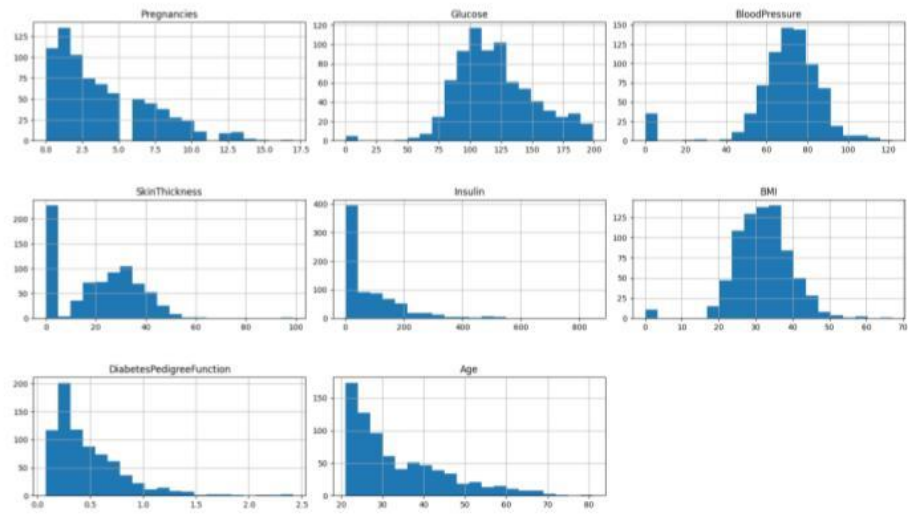 Pregnancies
125
100
75
50
25
0
0.0 2.5 5.0 7.5 10.0 12.5 15.0 17.5
Glucose
120
100
80
60
40
20
0
0 25 50 75 100 125 150 175 200
BloodPressure
150
125
100
75
50
25
0
0 20 40 60 80 100 120
SkinThickness
200
150
100
50
0
0 20 40 60 80 100
Insulin
400
300
200
100
0
0 200 400 600 800
BMI
125
100
75
50
25
0
0 10 20 30 40 50 60 70
DiabetesPedigreeFunction
200
150
100
50
0
0.0 0.5 1.0 1.5 2.0 2.5
Age
150
100
50
0
20 30 40 50 60 70 80